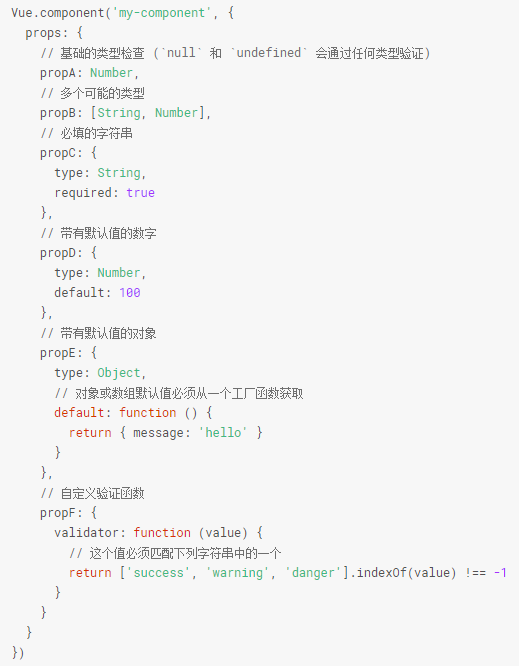 Vue.component('my-component', {
  props: {
    // 基础的类型检查 (`null` 和 `undefined` 会通过任何类型验证)
    propA: Number,
    // 多个可能的类型
    propB: [String, Number],
    // 必填的字符串
    propC: {
      type: String,
      required: true
    },
    // 带有默认值的数字
    propD: {
      type: Number,
      default: 100
    },
    // 带有默认值的对象
    propE: {
      type: Object,
      // 对象或数组默认值必须从一个工厂函数获取
      default: function () {
        return { message: 'hello' }
      }
    },
    // 自定义验证函数
    propF: {
      validator: function (value) {
        // 这个值必须匹配下列字符串中的一个
        return ['success', 'warning', 'danger'].indexOf(value) !== -1
      }
    }
  }
})